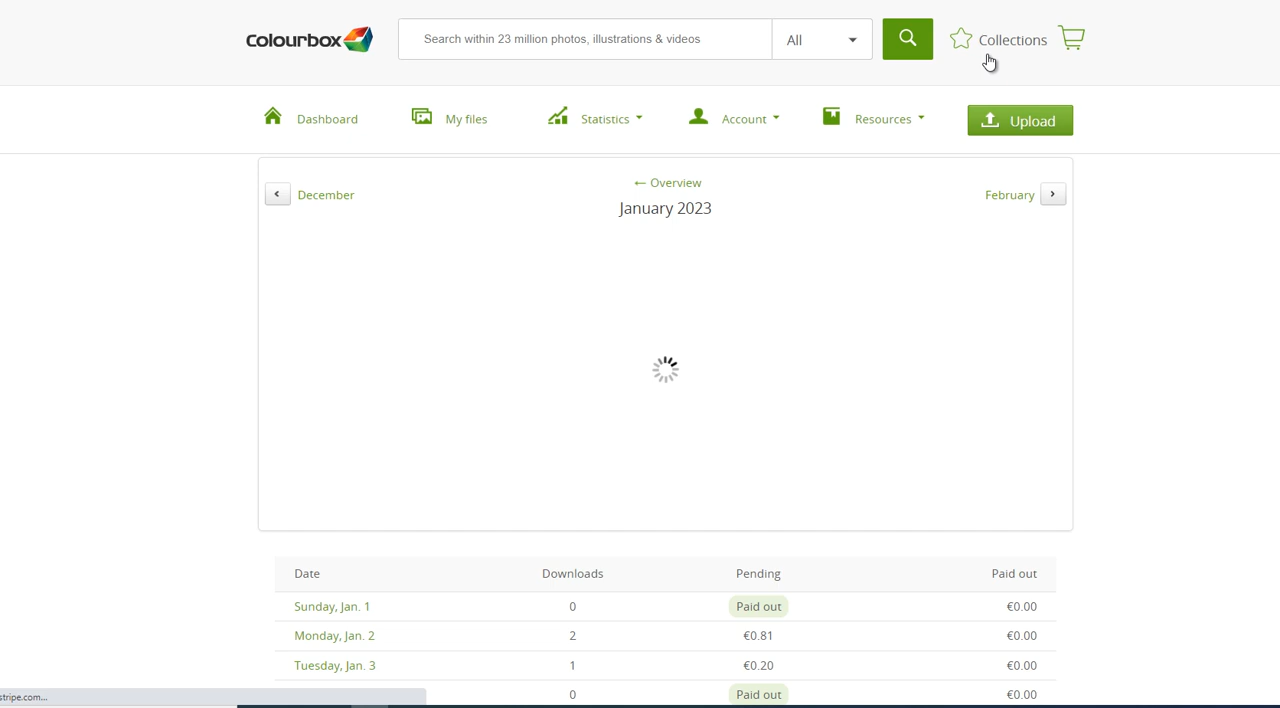 Colourbox
Search within 23 million photos, illustrations & videos
All
Collections
Dashboard
My files
Statistics
Account
Resources
Upload
December
← Overview
January 2023
February
Date Downloads Pending Paid out
Sunday, Jan. 1 0 Paid out €0.00
Monday, Jan. 2 2 €0.81 €0.00
Tuesday, Jan. 3 1 €0.20 €0.00
0 Paid out €0.00
stripe.com...